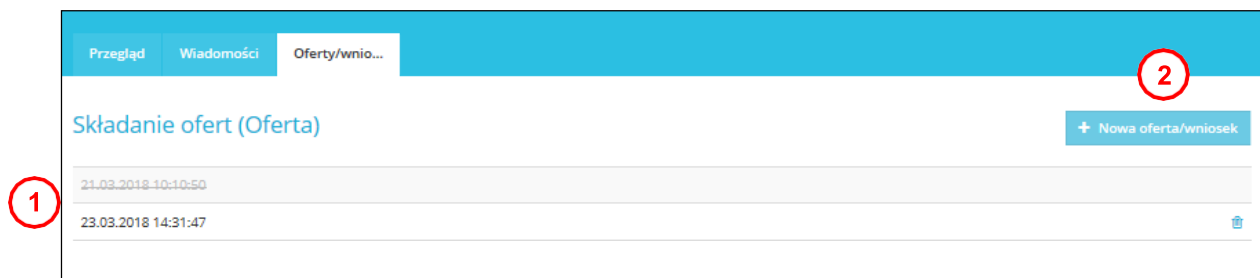 Przegląd Wiadomości Oferty/wnio...
2
Składanie ofert (Oferta)
+ Nowa oferta/wniosek
1
21.03.2018 10:10:50
23.03.2018 14:31:47